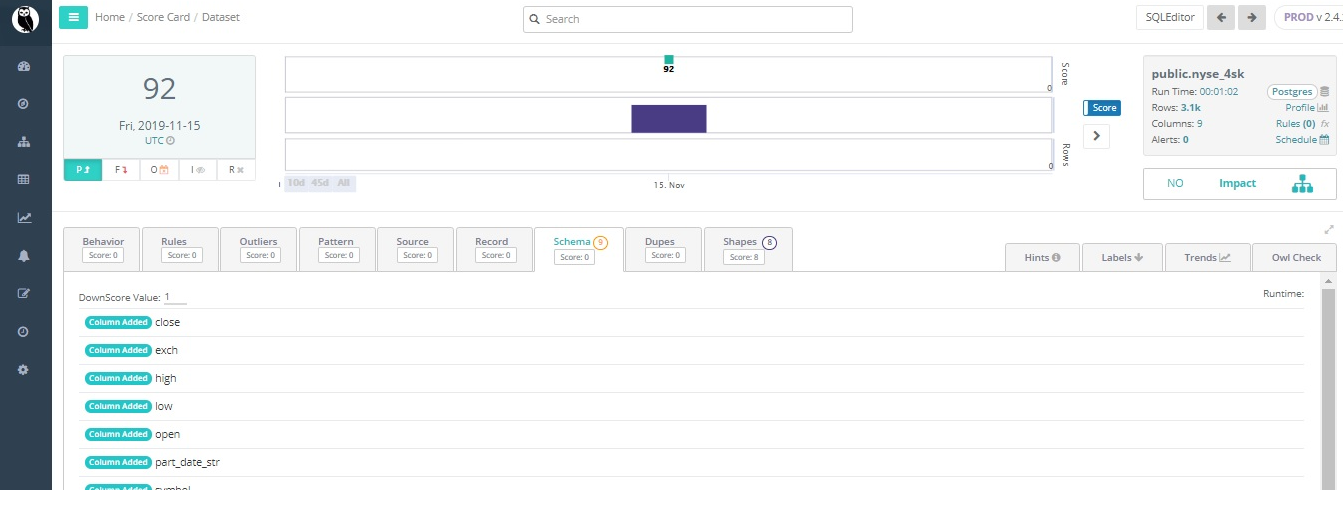 Home / Score Card / Dataset
Search
SQLEditor
PROD v 2.4.
92
Fri, 2019-11-15
UTC
P
F
O
I
R
92
Score
0
Rows
0
10d 45d All
15. Nov
Score
public.nyse_4sk
Run Time: 00:01:02
Postgres
Rows: 3.1k
Profile
Columns: 9
Rules (0) fx
Alerts: 0
Schedule
NO
Impact
Behavior
Score: 0
Rules
Score: 0
Outliers
Score: 0
Pattern
Score: 0
Source
Score: 0
Record
Score: 0
Schema 9
Score: 0
Dupes
Score: 0
Shapes 8
Score: 8
Hints
Labels
Trends
Owl Check
DownScore Value: 1
Runtime:
Column Added close
Column Added exch
Column Added high
Column Added low
Column Added open
Column Added part_date_str
Column Added symbol